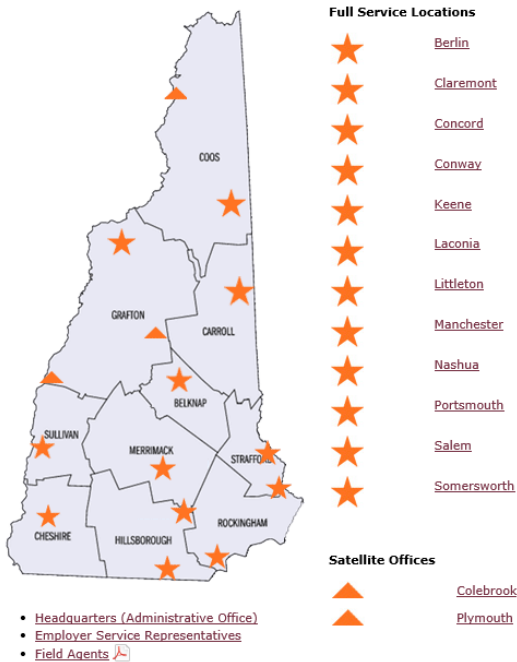 Full Service Locations
Berlin
Claremont
Concord
Conway
Keene
Laconia
Littleton
Manchester
Nashua
Portsmouth
Salem
Somersworth
Satellite Offices
Colebrook
Plymouth
COOS
GRAFTON
CARROLL
BELKNAP
SULLIVAN
MERRIMACK
STRAFFORD
ROCKINGHAM
CHESHIRE
HILLSBOROUGH
Headquarters (Administrative Office)
Employer Service Representatives
Field Agents